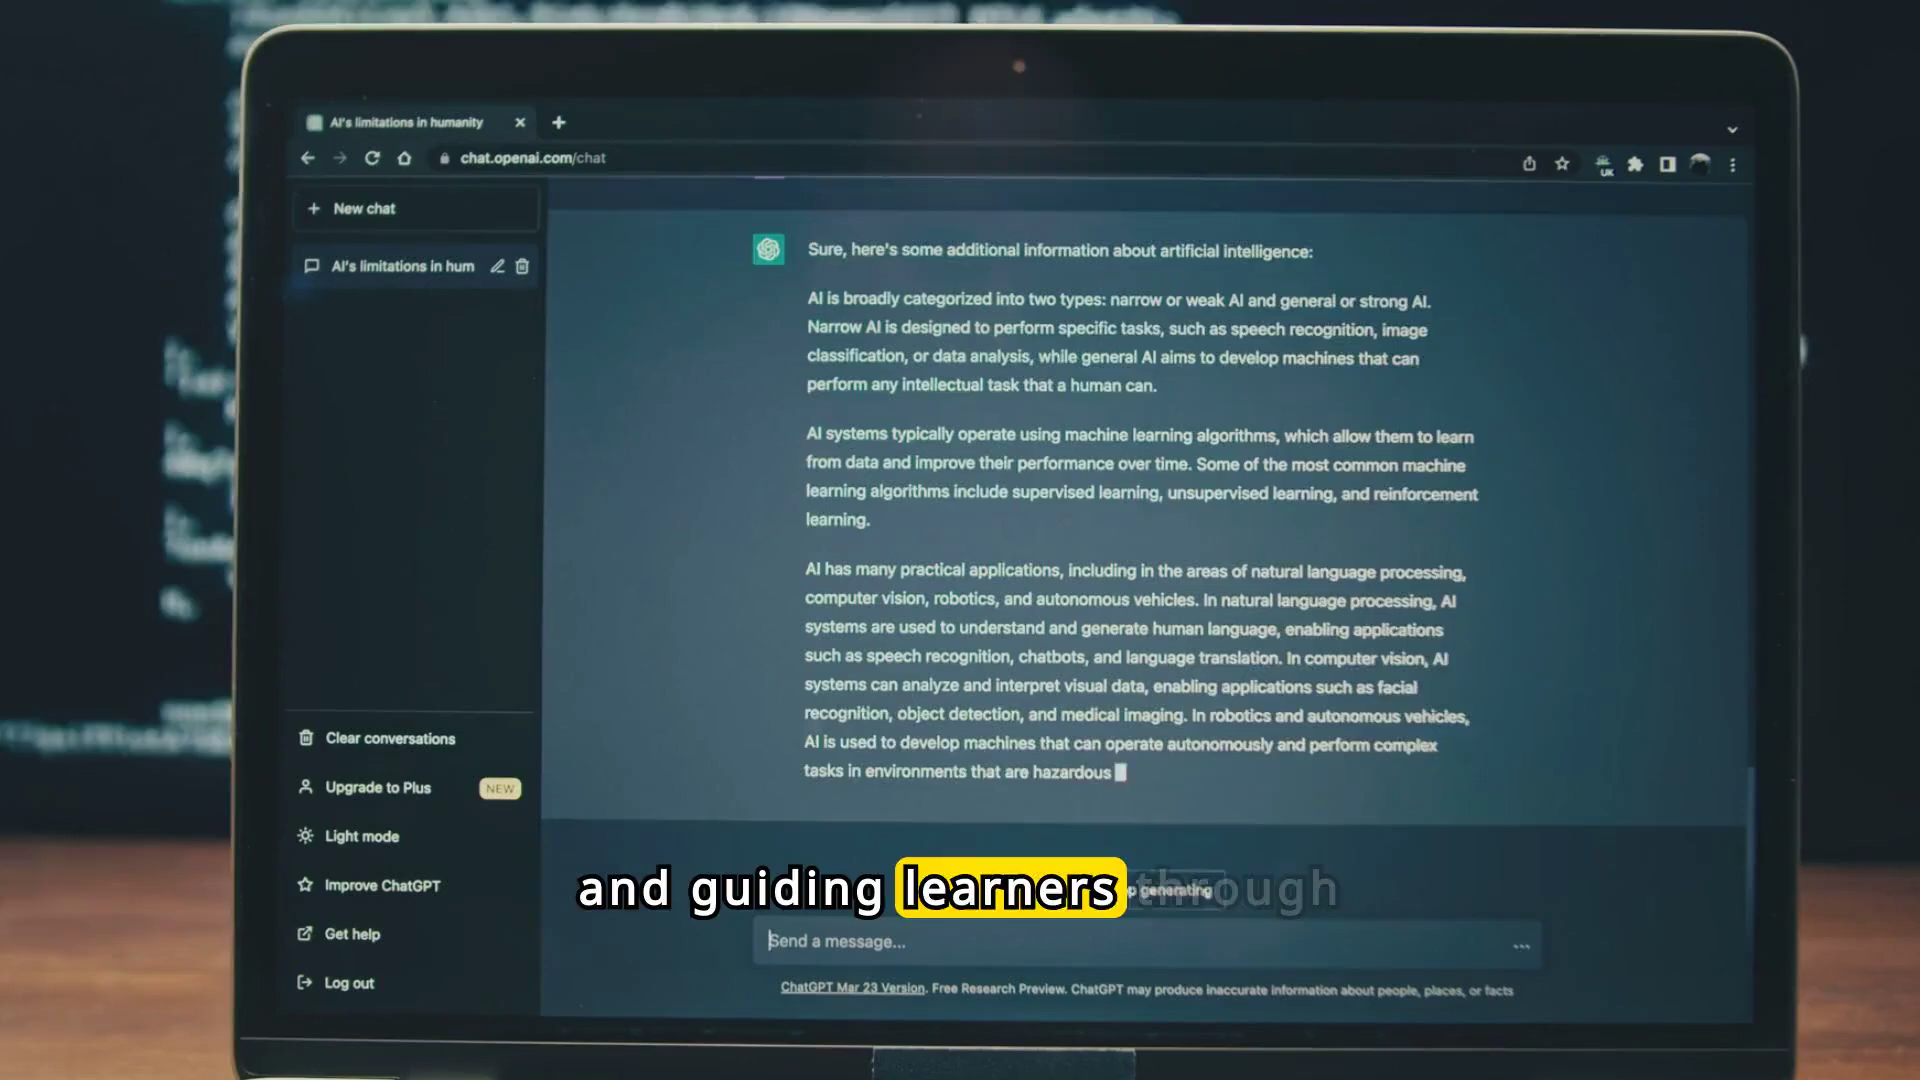 AI's limitations in humanity
chat.openai.com/chat
UK
New chat
AI's limitations in hum
Sure, here's some additional information about artificial intelligence:
AI is broadly categorized into two types: narrow or weak AI and general or strong AI.
Narrow AI is designed to perform specific tasks, such as speech recognition, image
classification, or data analysis, while general AI aims to develop machines that can
perform any intellectual task that a human can.
AI systems typically operate using machine learning algorithms, which allow them to learn
from data and improve their performance over time. Some of the most common machine
learning algorithms include supervised learning, unsupervised learning, and reinforcement
learning.
AI has many practical applications, including in the areas of natural language processing,
computer vision, robotics, and autonomous vehicles. In natural language processing, AI
systems are used to understand and generate human language, enabling applications
such as speech recognition, chatbots, and language translation. In computer vision, AI
systems can analyze and interpret visual data, enabling applications such as facial
recognition, object detection, and medical imaging. In robotics and autonomous vehicles,
AI is used to develop machines that can operate autonomously and perform complex
tasks in environments that are hazardous
Clear conversations
Upgrade to Plus NEW
Light mode
Improve ChatGPT
Get help
Log out
generating
and guiding learners through
Send a message...
ChatGPT Mar 23 Version. Free Research Preview. ChatGPT may produce inaccurate information about people, places, or facts